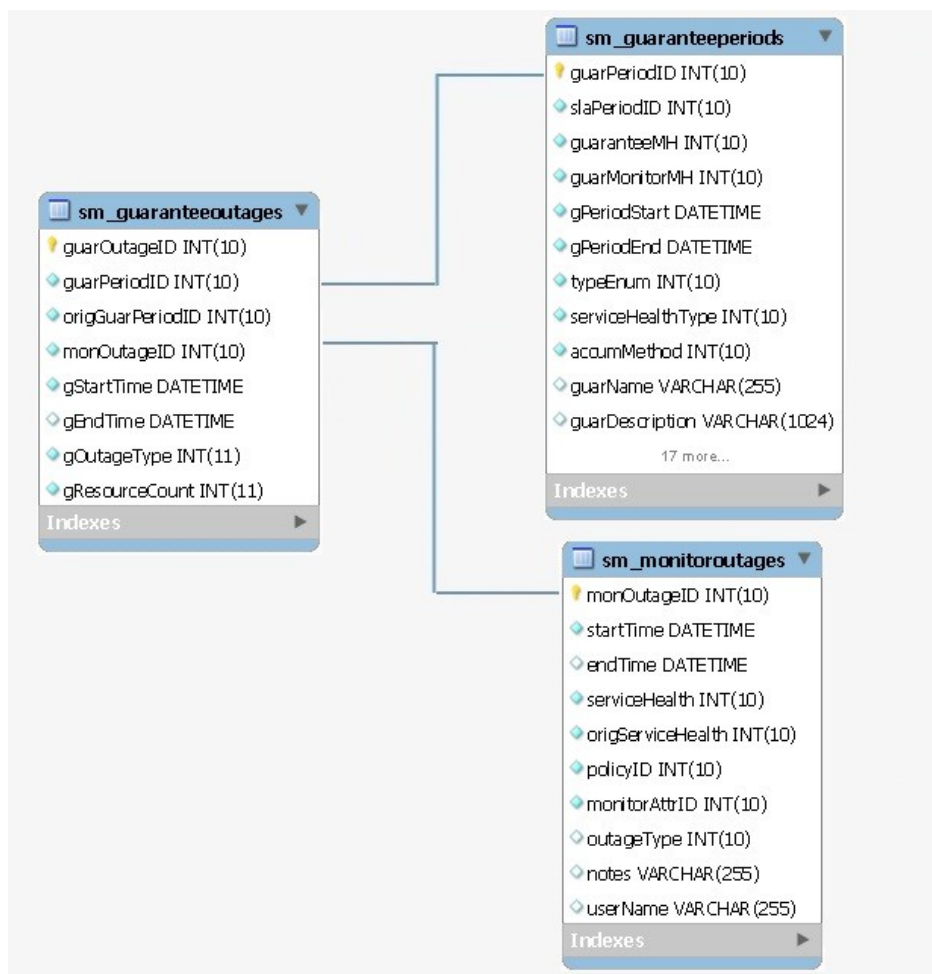 sm_guaranteeperiods
guarPeriodID INT(10)
slaPeriodID INT(10)
guaranteeMH INT(10)
guarMonitorMH INT(10)
gPeriodStart DATETIME
gPeriodEnd DATETIME
typeEnum INT(10)
serviceHealthType INT(10)
accumMethod INT(10)
guarName VARCHAR(255)
guarDescription VARCHAR(1024)
17 more...
Indexes
sm_guaranteeoutages
guarOutageID INT(10)
guarPeriodID INT(10)
origGuarPeriodID INT(10)
monOutageID INT(10)
gStartTime DATETIME
gEndTime DATETIME
gOutageType INT(11)
gResourceCount INT(11)
Indexes
sm_monitoroutages
monOutageID INT(10)
startTime DATETIME
endTime DATETIME
serviceHealth INT(10)
origServiceHealth INT(10)
policyID INT(10)
monitorAttrID INT(10)
outageType INT(10)
notes VARCHAR(255)
userName VARCHAR(255)
Indexes